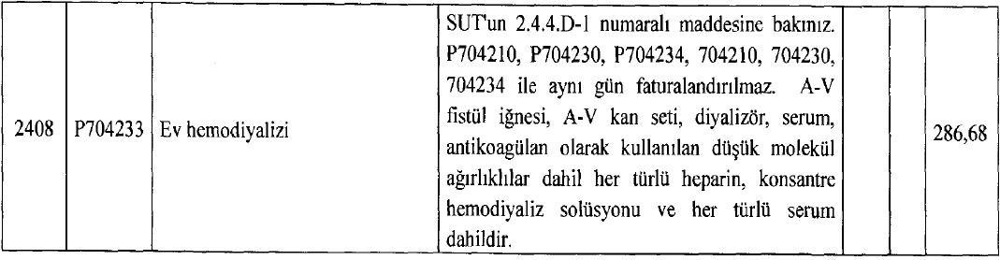 SUT'un 2.4.4.D-1 numaralı maddesine bakınız.
P704210, P704230, P704234, 704210, 704230,
704234 ile aynı gün faturalandırılmaz. A-V
2408 P704233 Ev hemodiyalizi fistül iğnesi, A-V kan seti, diyalizör, serum, 286,68
antikoagülan olarak kullanılan düşük molekül
ağırlıklılar dahil her türlü heparin, konsantre
hemodiyaliz solüsyonu ve her türlü serum
dahildir.